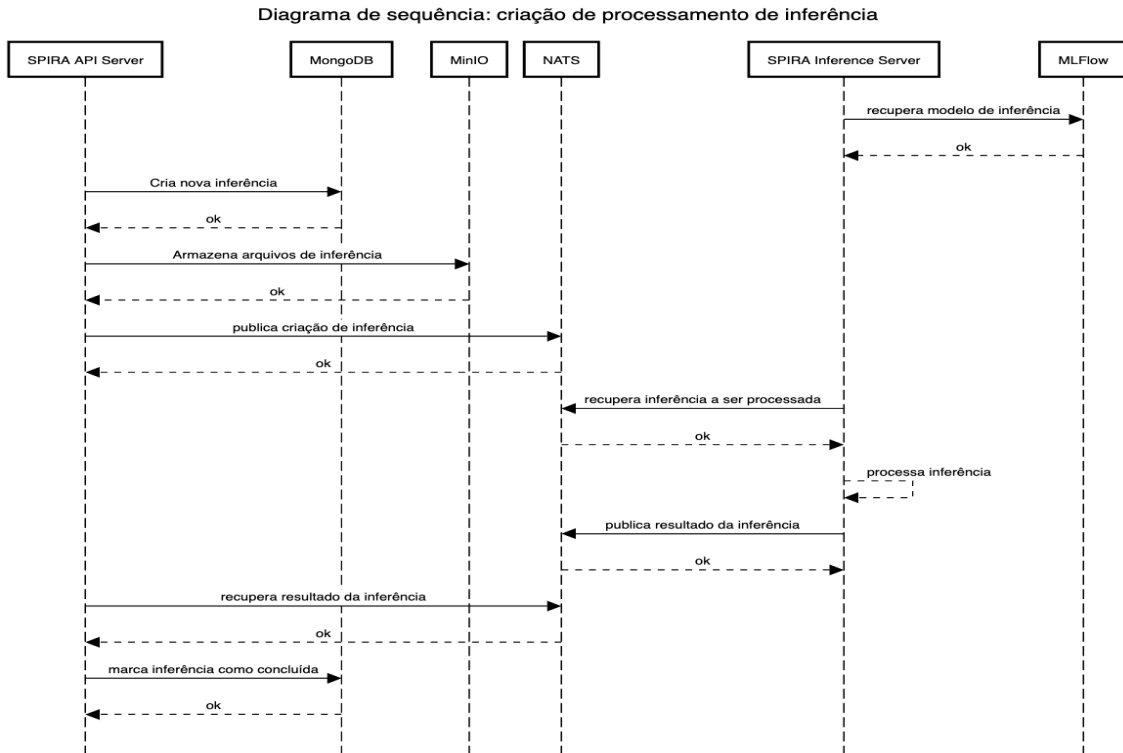 Diagrama de sequência: criação de processamento de inferência
SPIRA API Server
MongoDB
MinIO
NATS
SPIRA Inference Server
MLFlow
recupera modelo de inferência
ok
Cria nova inferência
ok
Armazena arquivos de inferência
ok
publica criação de inferência
ok
recupera inferência a ser processada
ok
processa inferência
publica resultado da inferência
ok
recupera resultado da inferência
ok
marca inferência como concluída
ok